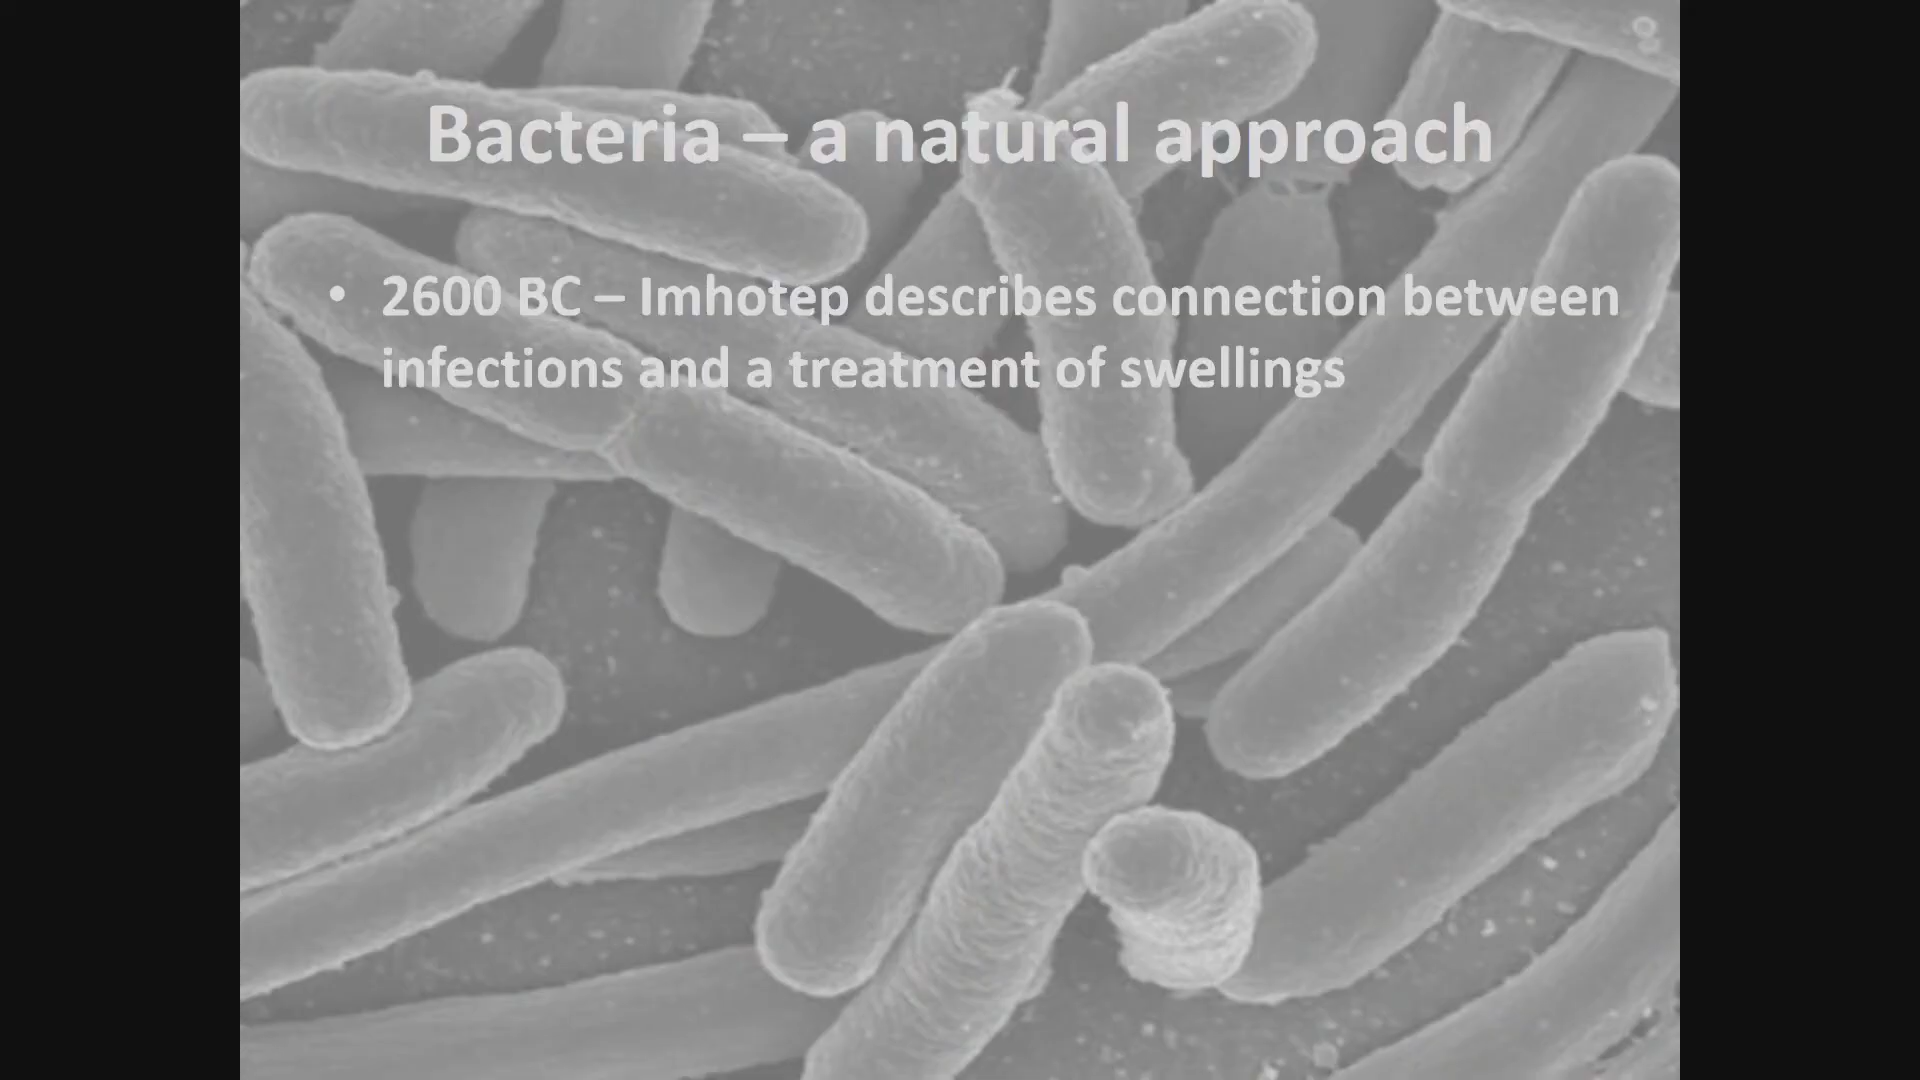 Bacteria – a natural approach
• 2600 BC – Imhotep describes connection between
infections and a treatment of swellings